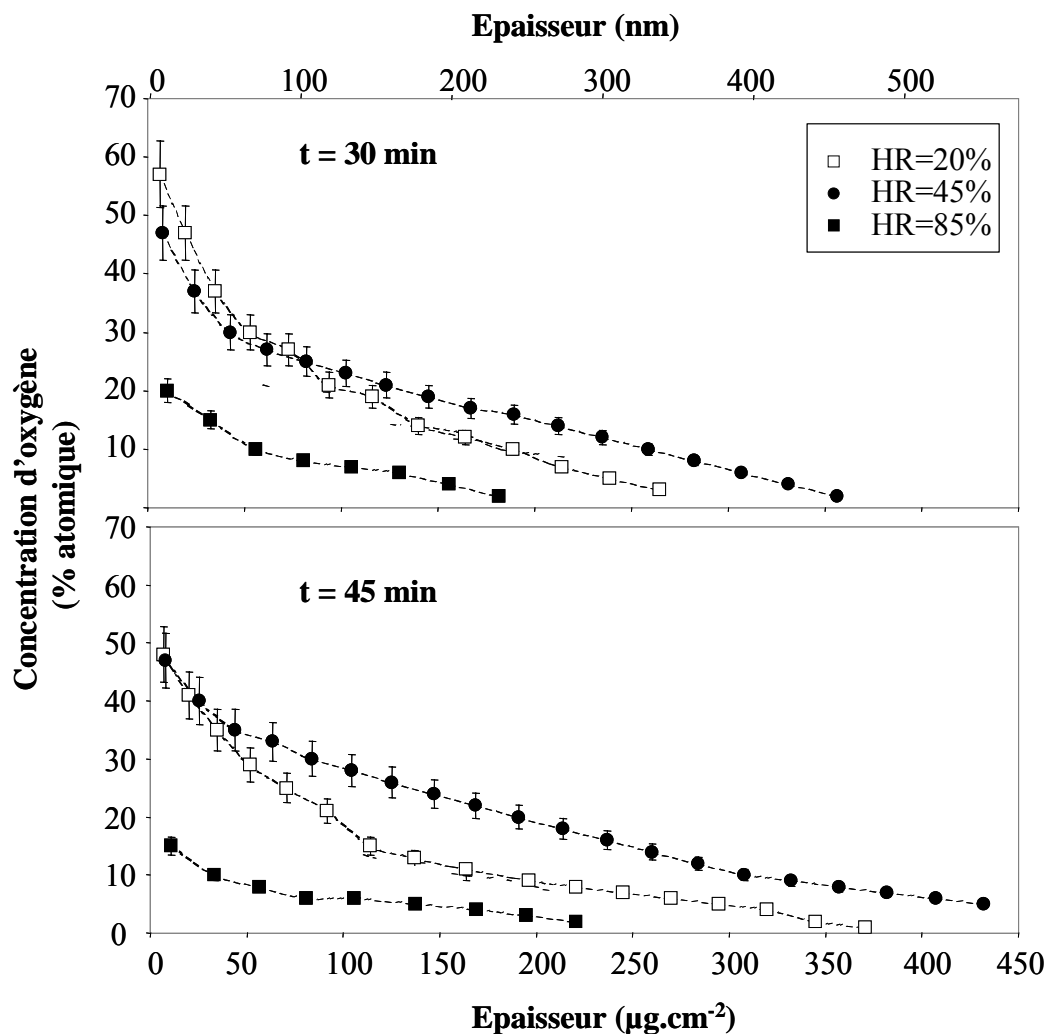 Epaisseur (nm)
0 100 200 300 400 500
70
60
50
40
30
20
10
t = 30 min
HR=20%
HR=45%
HR=85%
Concentration d’oxygène
(% atomique)
70
60
50
40
30
20
10
0
t = 45 min
0 50 100 150 200 250 300 350 400 450
Epaisseur (µg.cm-2)